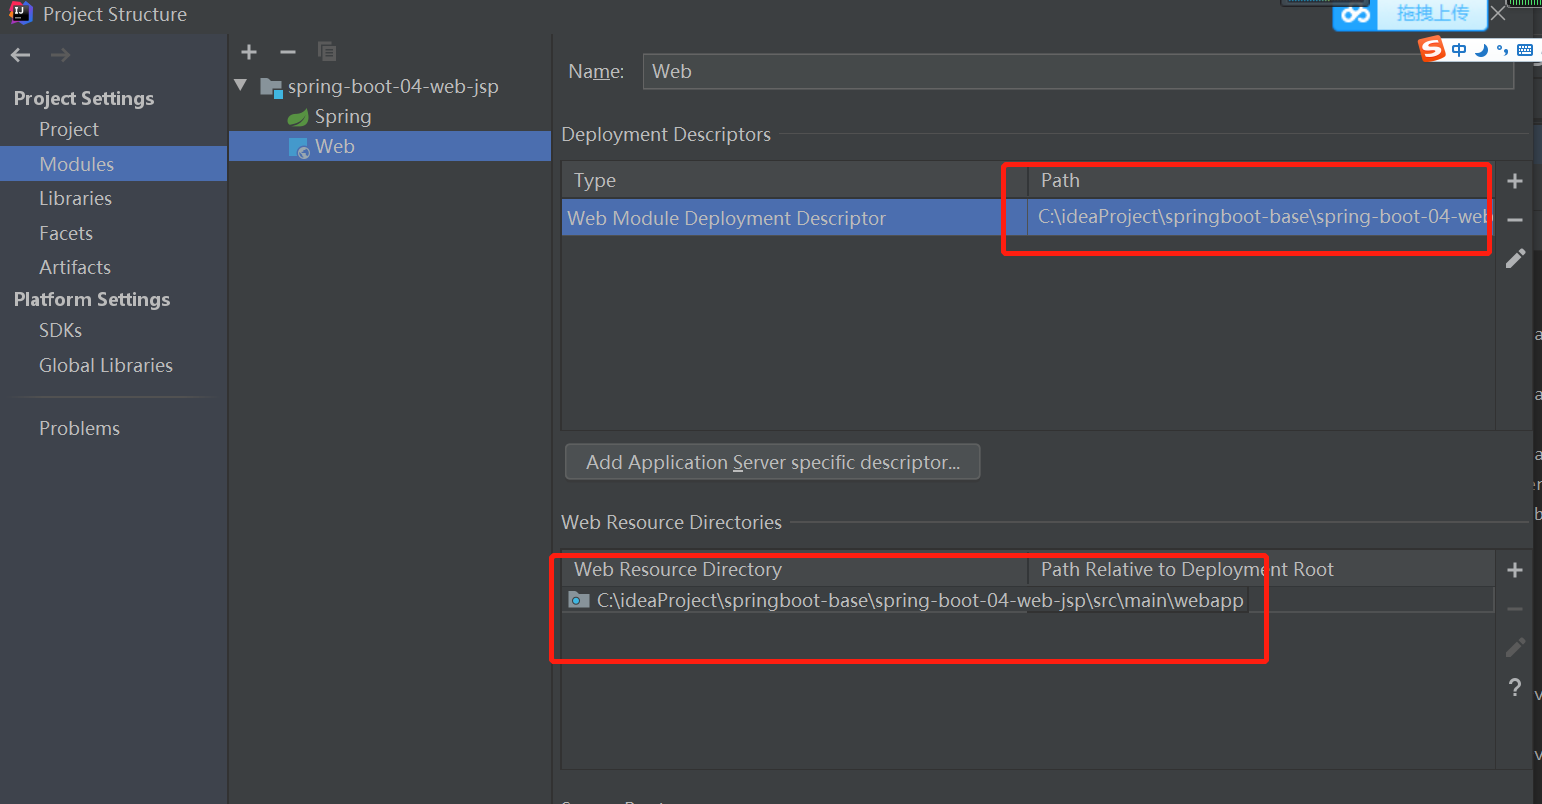 Project Structure
拖拽上传
中
Project Settings
Project
Modules
Libraries
Facets
Artifacts
Platform Settings
SDKs
Global Libraries
Problems
spring-boot-04-web-jsp
Spring
Web
Name: Web
Deployment Descriptors
Type Path
Web Module Deployment Descriptor C:\ideaProject\springboot-base\spring-boot-04-web
Add Application Server specific descriptor...
Web Resource Directories
Web Resource Directory Path Relative to Deployment Root
C:\ideaProject\springboot-base\spring-boot-04-web-jsp\src\main\webapp